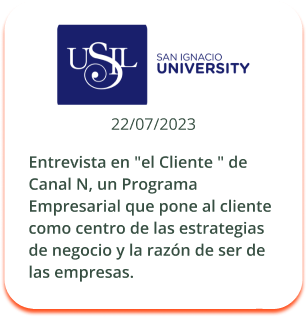 USIL
SAN IGNACIO
UNIVERSITY
22/07/2023
Entrevista en "el Cliente " de
Canal N, un Programa
Empresarial que pone al cliente
como centro de las estrategias
de negocio y la razón de ser de
las empresas.